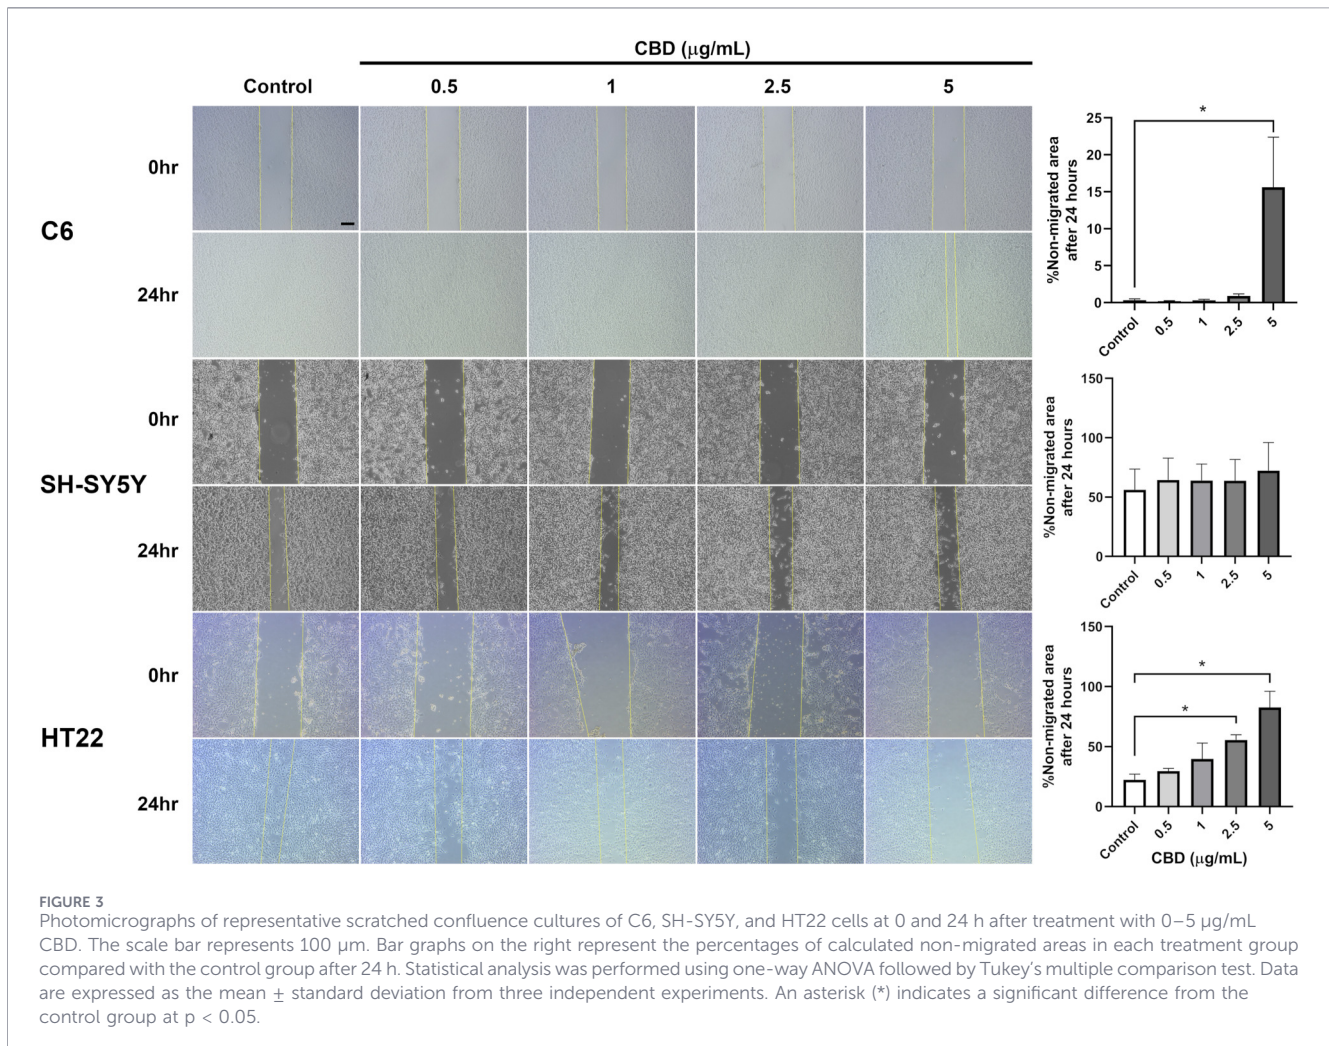 CBD (µg/mL)
Control 0.5 1 2.5 5
C6
0hr
24hr
SH-SY5Y
0hr
24hr
HT22
0hr
24hr
%Non-migrated area
after 24 hours
25
20
15
10
5
0
*
Control 0.5 1 2.5 5
%Non-migrated area
after 24 hours
150
100
50
0
Control 0.5 1 2.5 5
%Non-migrated area
after 24 hours
150
100
50
0
*
*
Control 0.5 1 2.5 5
CBD (µg/mL)
FIGURE 3
Photomicrographs of representative scratched confluence cultures of C6, SH-SY5Y, and HT22 cells at 0 and 24 h after treatment with 0–5 µg/mL
CBD. The scale bar represents 100 µm. Bar graphs on the right represent the percentages of calculated non-migrated areas in each treatment group
compared with the control group after 24 h. Statistical analysis was performed using one-way ANOVA followed by Tukey's multiple comparison test. Data
are expressed as the mean ± standard deviation from three independent experiments. An asterisk (*) indicates a significant difference from the
control group at p < 0.05.